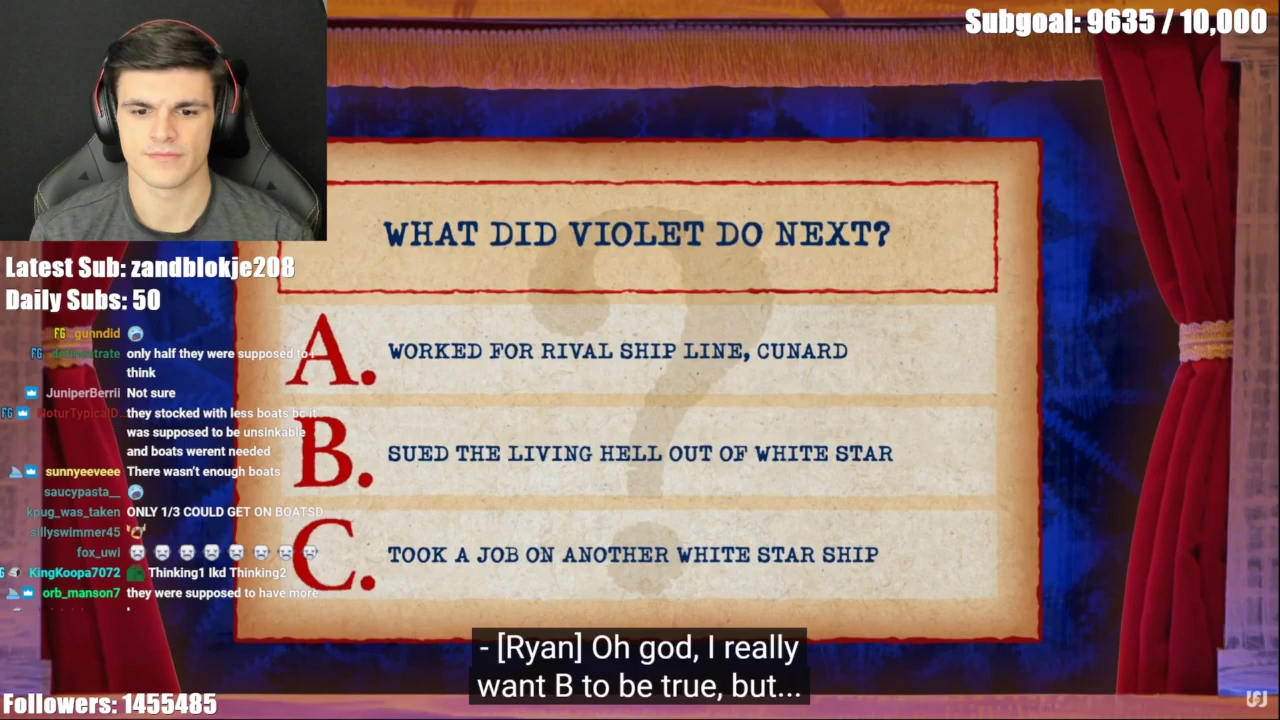 Subgoal: 9635 / 10,000
WHAT DID VIOLET DO NEXT?
A. WORKED FOR RIVAL SHIP LINE, CUNARD
B. SUED THE LIVING HELL OUT OF WHITE STAR
C. TOOK A JOB ON ANOTHER WHITE STAR SHIP
Latest Sub: zandblokje208
Daily Subs: 50
FG gunndid
FG only half they were supposed to
think
JuniperBerrii Not sure
FG they stocked with less boats bc it
was supposed to be unsinkable
and boats werent needed
sunnyeeveee There wasn't enough boats
saucypasta__
kpug_was_taken ONLY 1/3 COULD GET ON BOATSD
sillyswimmer45
fox_uwi
KingKoopa7072 Thinking1 Ikd Thinking2
orb_manson7 they were supposed to have more
- [Ryan] Oh god, I really
want B to be true, but...
Followers: 1455485